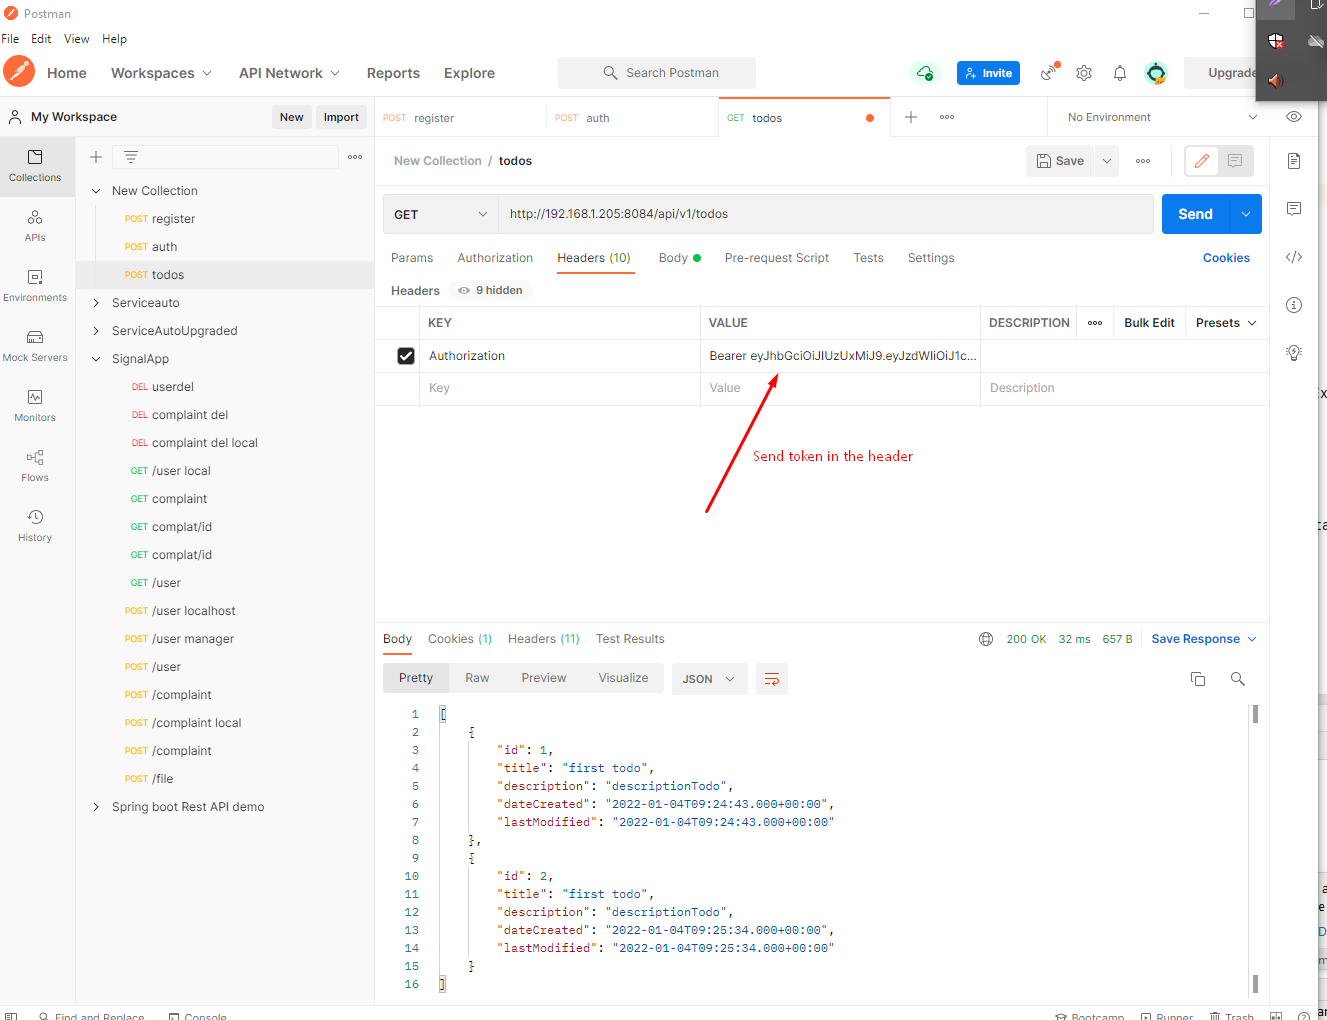 Postman
File Edit View Help
Home Workspaces API Network Reports Explore Search Postman Invite Upgrade
My Workspace New Import
POST register POST auth GET todos No Environment
Collections
APIs
Environments
Mock Servers
Monitors
Flows
History
New Collection
POST register
POST auth
POST todos
Serviceauto
ServiceAutoUpgraded
SignalApp
DEL userdel
DEL complaint del
DEL complaint del local
GET /user local
GET complaint
GET complat/id
GET complat/id
GET /user
POST /user localhost
POST /user manager
POST /user
POST /complaint
POST /complaint local
POST /complaint
POST /file
Spring boot Rest API demo
New Collection / todos Save
GET http://192.168.1.205:8084/api/v1/todos Send
Params Authorization Headers (10) Body Pre-request Script Tests Settings Cookies
Headers 9 hidden
KEY VALUE DESCRIPTION Bulk Edit Presets
Authorization Bearer eyJhbGciOiJIUzUxMiJ9.eyJzdWIiOiJ1c...
Key Value Description
Send token in the header
Body Cookies (1) Headers (11) Test Results 200 OK 32 ms 657 B Save Response
Pretty Raw Preview Visualize JSON
1 [
2 {
3 "id": 1,
4 "title": "first todo",
5 "description": "descriptionTodo",
6 "dateCreated": "2022-01-04T09:24:43.000+00:00",
7 "lastModified": "2022-01-04T09:24:43.000+00:00"
8 },
9 {
10 "id": 2,
11 "title": "first todo",
12 "description": "descriptionTodo",
13 "dateCreated": "2022-01-04T09:25:34.000+00:00",
14 "lastModified": "2022-01-04T09:25:34.000+00:00"
15 }
16 ]
Find and Replace Console Bootcamp Runner Trash